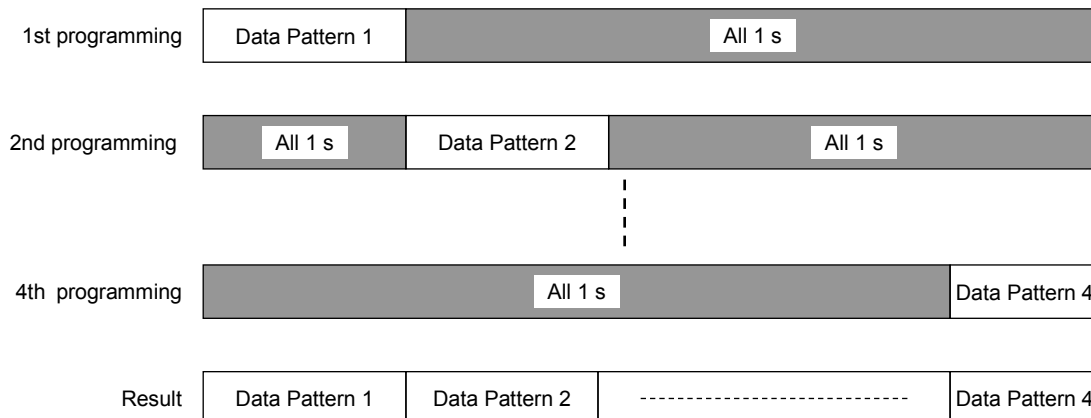 1st programming Data Pattern 1 All 1 s
2nd programming All 1 s Data Pattern 2 All 1 s
4th programming All 1 s Data Pattern 4
Result Data Pattern 1 Data Pattern 2 Data Pattern 4